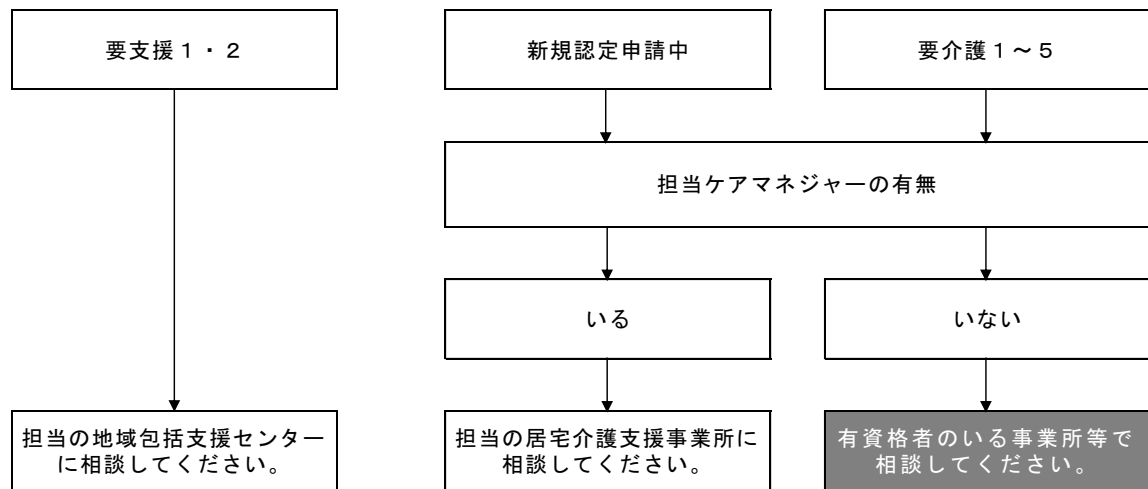 要支援１・２
新規認定申請中
要介護１～５
担当ケアマネジャーの有無
いる
いない
担当の地域包括支援センター
に相談してください。
担当の居宅介護支援事業所に
相談してください。
有資格者のいる事業所等で
相談してください。